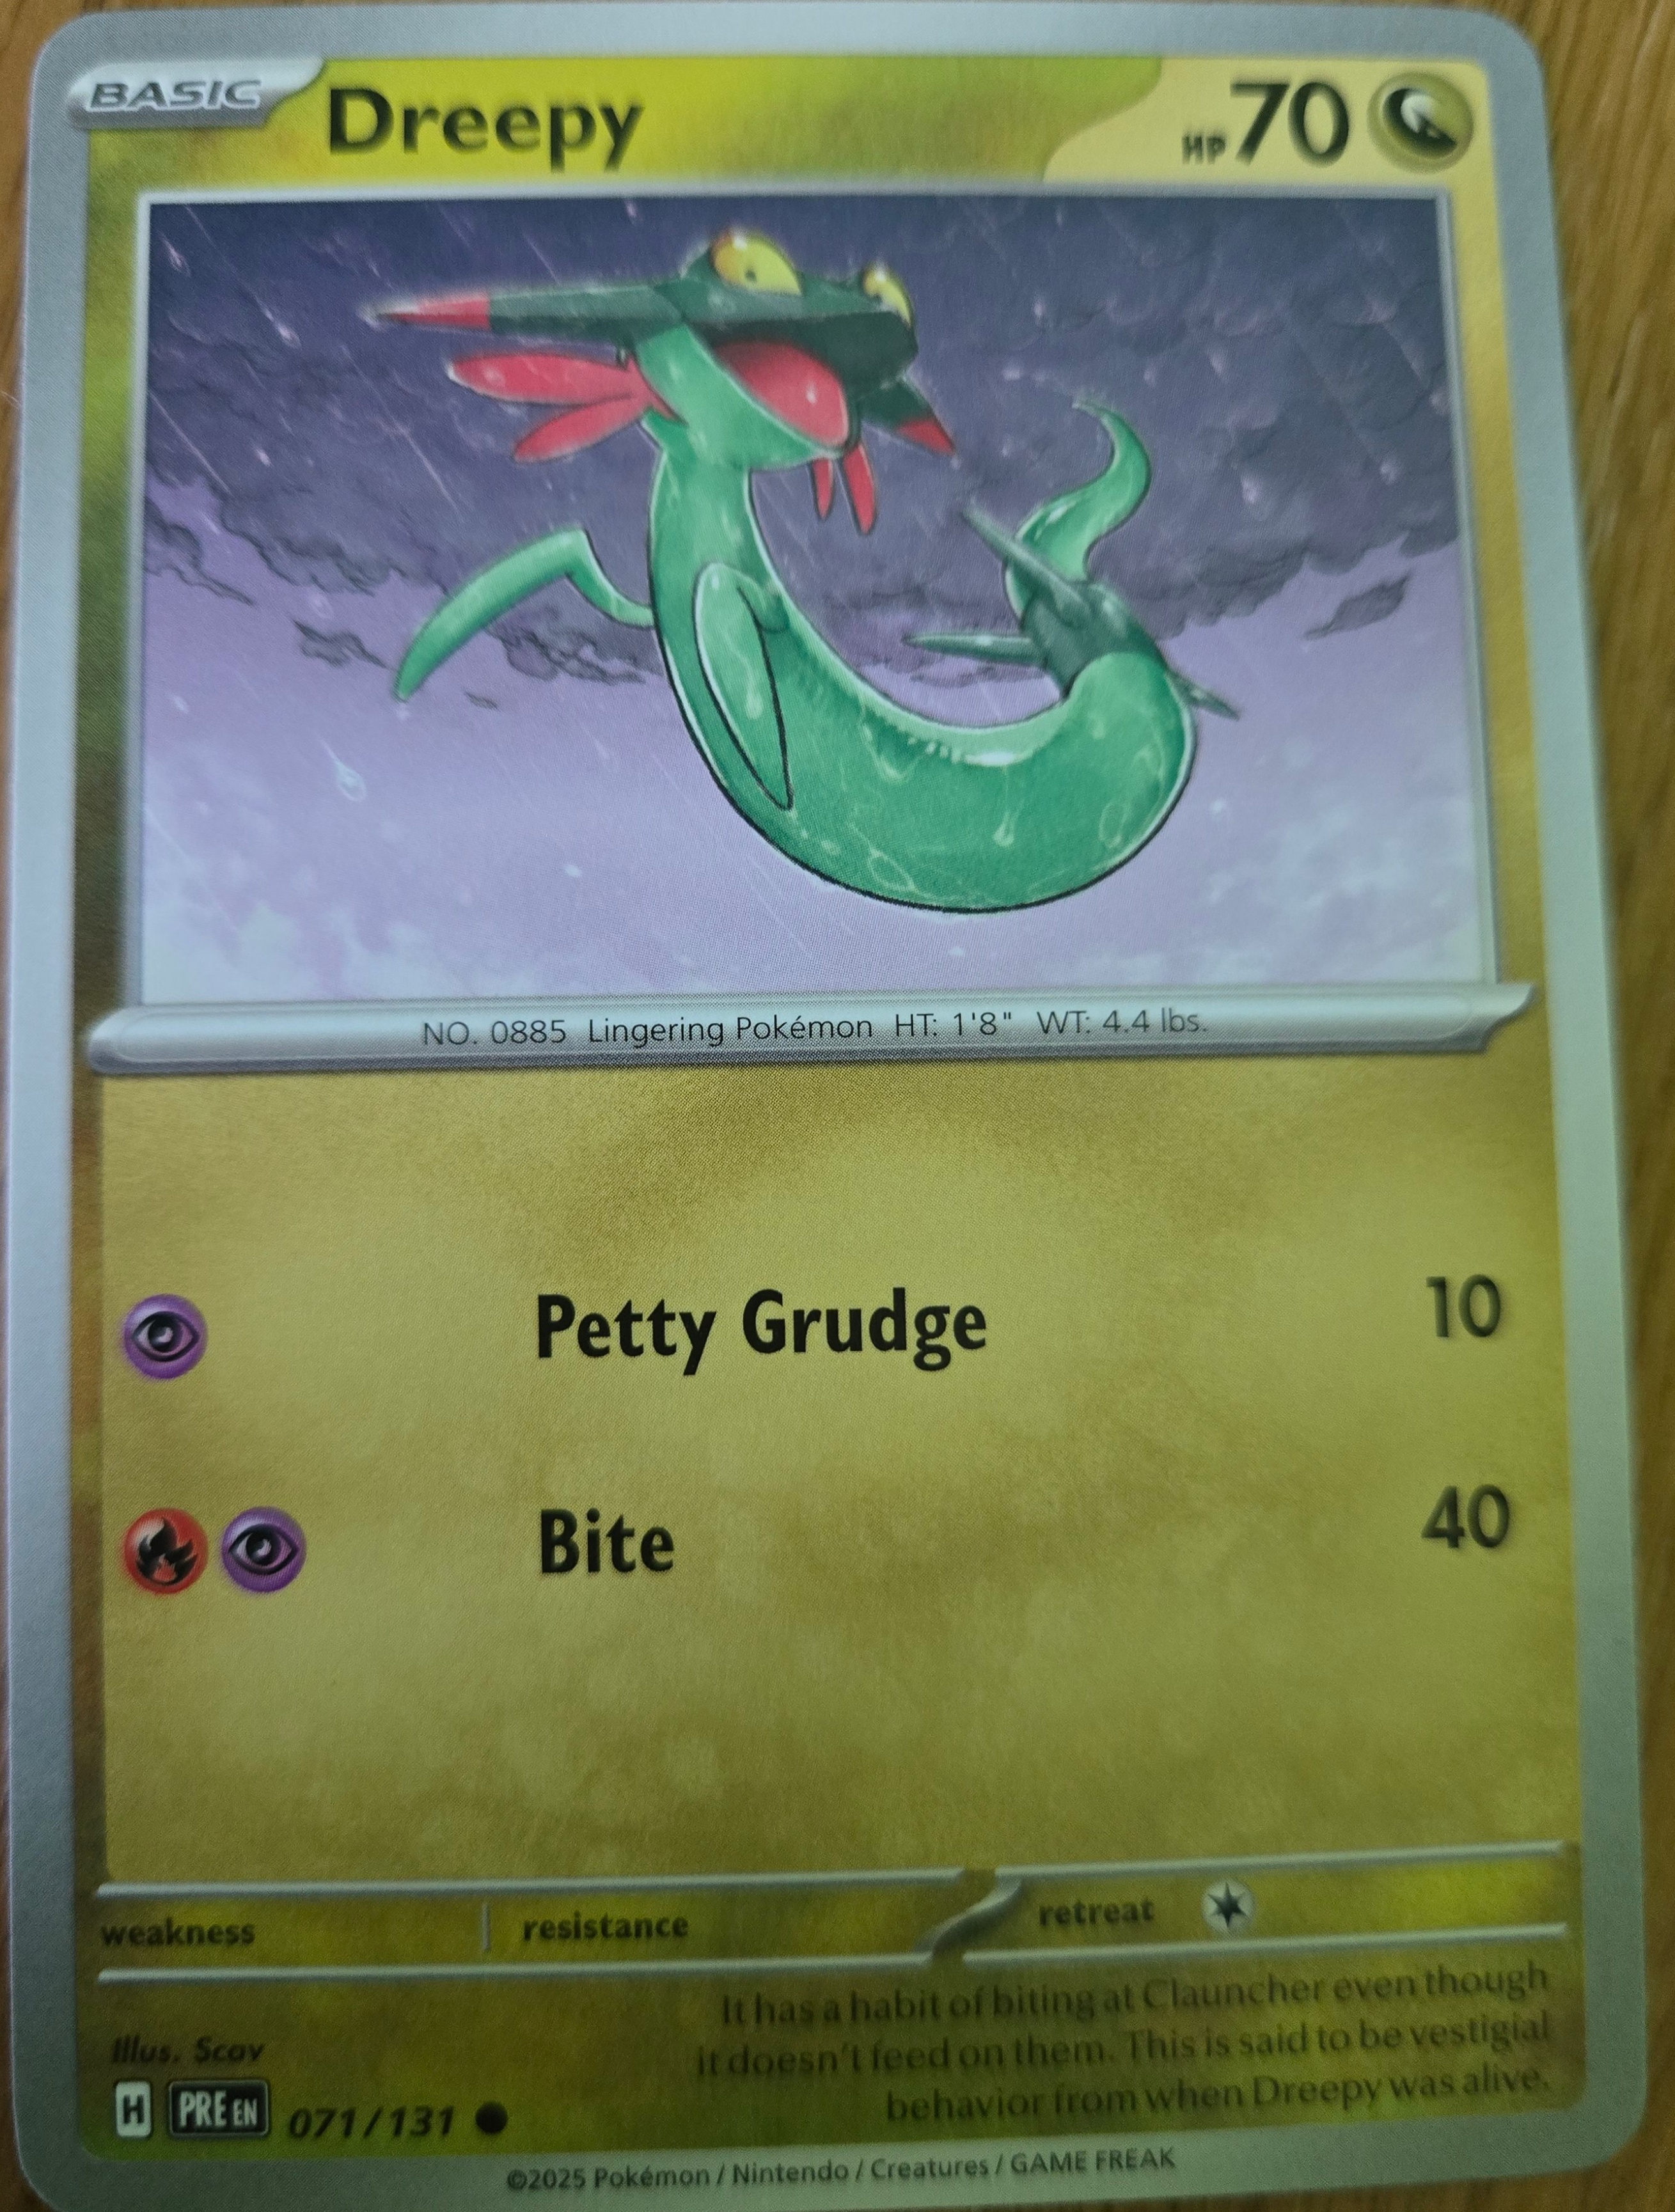 BASIC Dreepy HP 70
NO. 0885 Lingering Pokémon HT: 1'8" WT: 4.4 lbs.
Petty Grudge 10
Bite 40
weakness resistance retreat
It has a habit of biting at Clauncher even though
it doesn't feed on them. This is said to be vestigial
behavior from when Dreepy was alive.
Illus. Scav
H PRE EN 071/131
©2025 Pokémon / Nintendo / Creatures / GAME FREAK